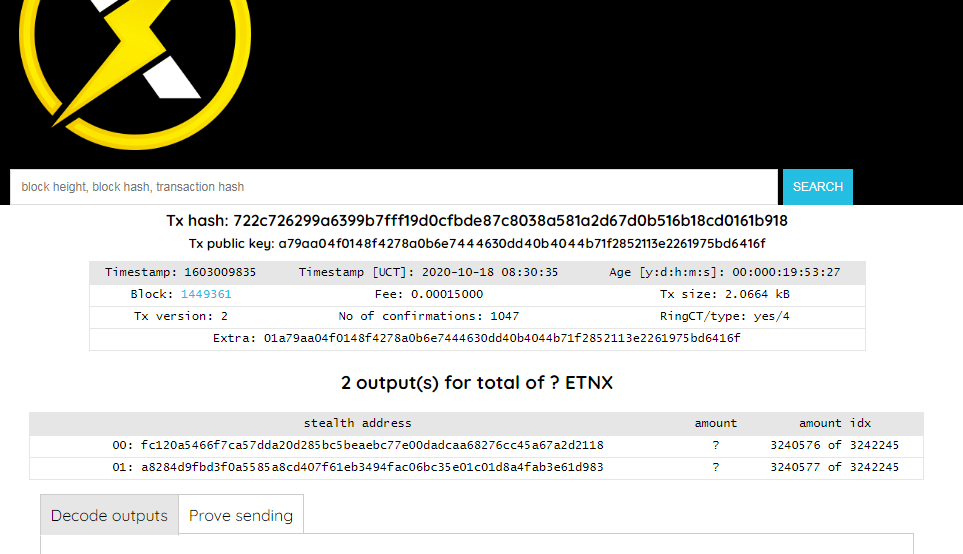 block height, block hash, transaction hash
SEARCH
Tx hash: 722c726299a6399b7fff19d0cfbde87c8038a581a2d67d0b516b18cd0161b918
Tx public key: a79aa04f0148f4278a0b6e7444630dd40b4044b71f2852113e2261975bd6416f
Timestamp: 1603009835 Timestamp [UCT]: 2020-10-18 08:30:35 Age [y:d:h:m:s]: 00:000:19:53:27
Block: 1449361 Fee: 0.00015000 Tx size: 2.0664 kB
Tx version: 2 No of confirmations: 1047 RingCT/type: yes/4
Extra: 01a79aa04f0148f4278a0b6e7444630dd40b4044b71f2852113e2261975bd6416f
2 output(s) for total of ? ETNX
stealth address amount amount idx
00: fc120a5466f7ca57dda20d285bc5beaebc77e00dadcaa68276cc45a67a2d2118 ? 3240576 of 3242245
01: a8284d9fbd3f0a5585a8cd407f61eb3494fac06bc35e01c01d8a4fab3e61d983 ? 3240577 of 3242245
Decode outputs Prove sending